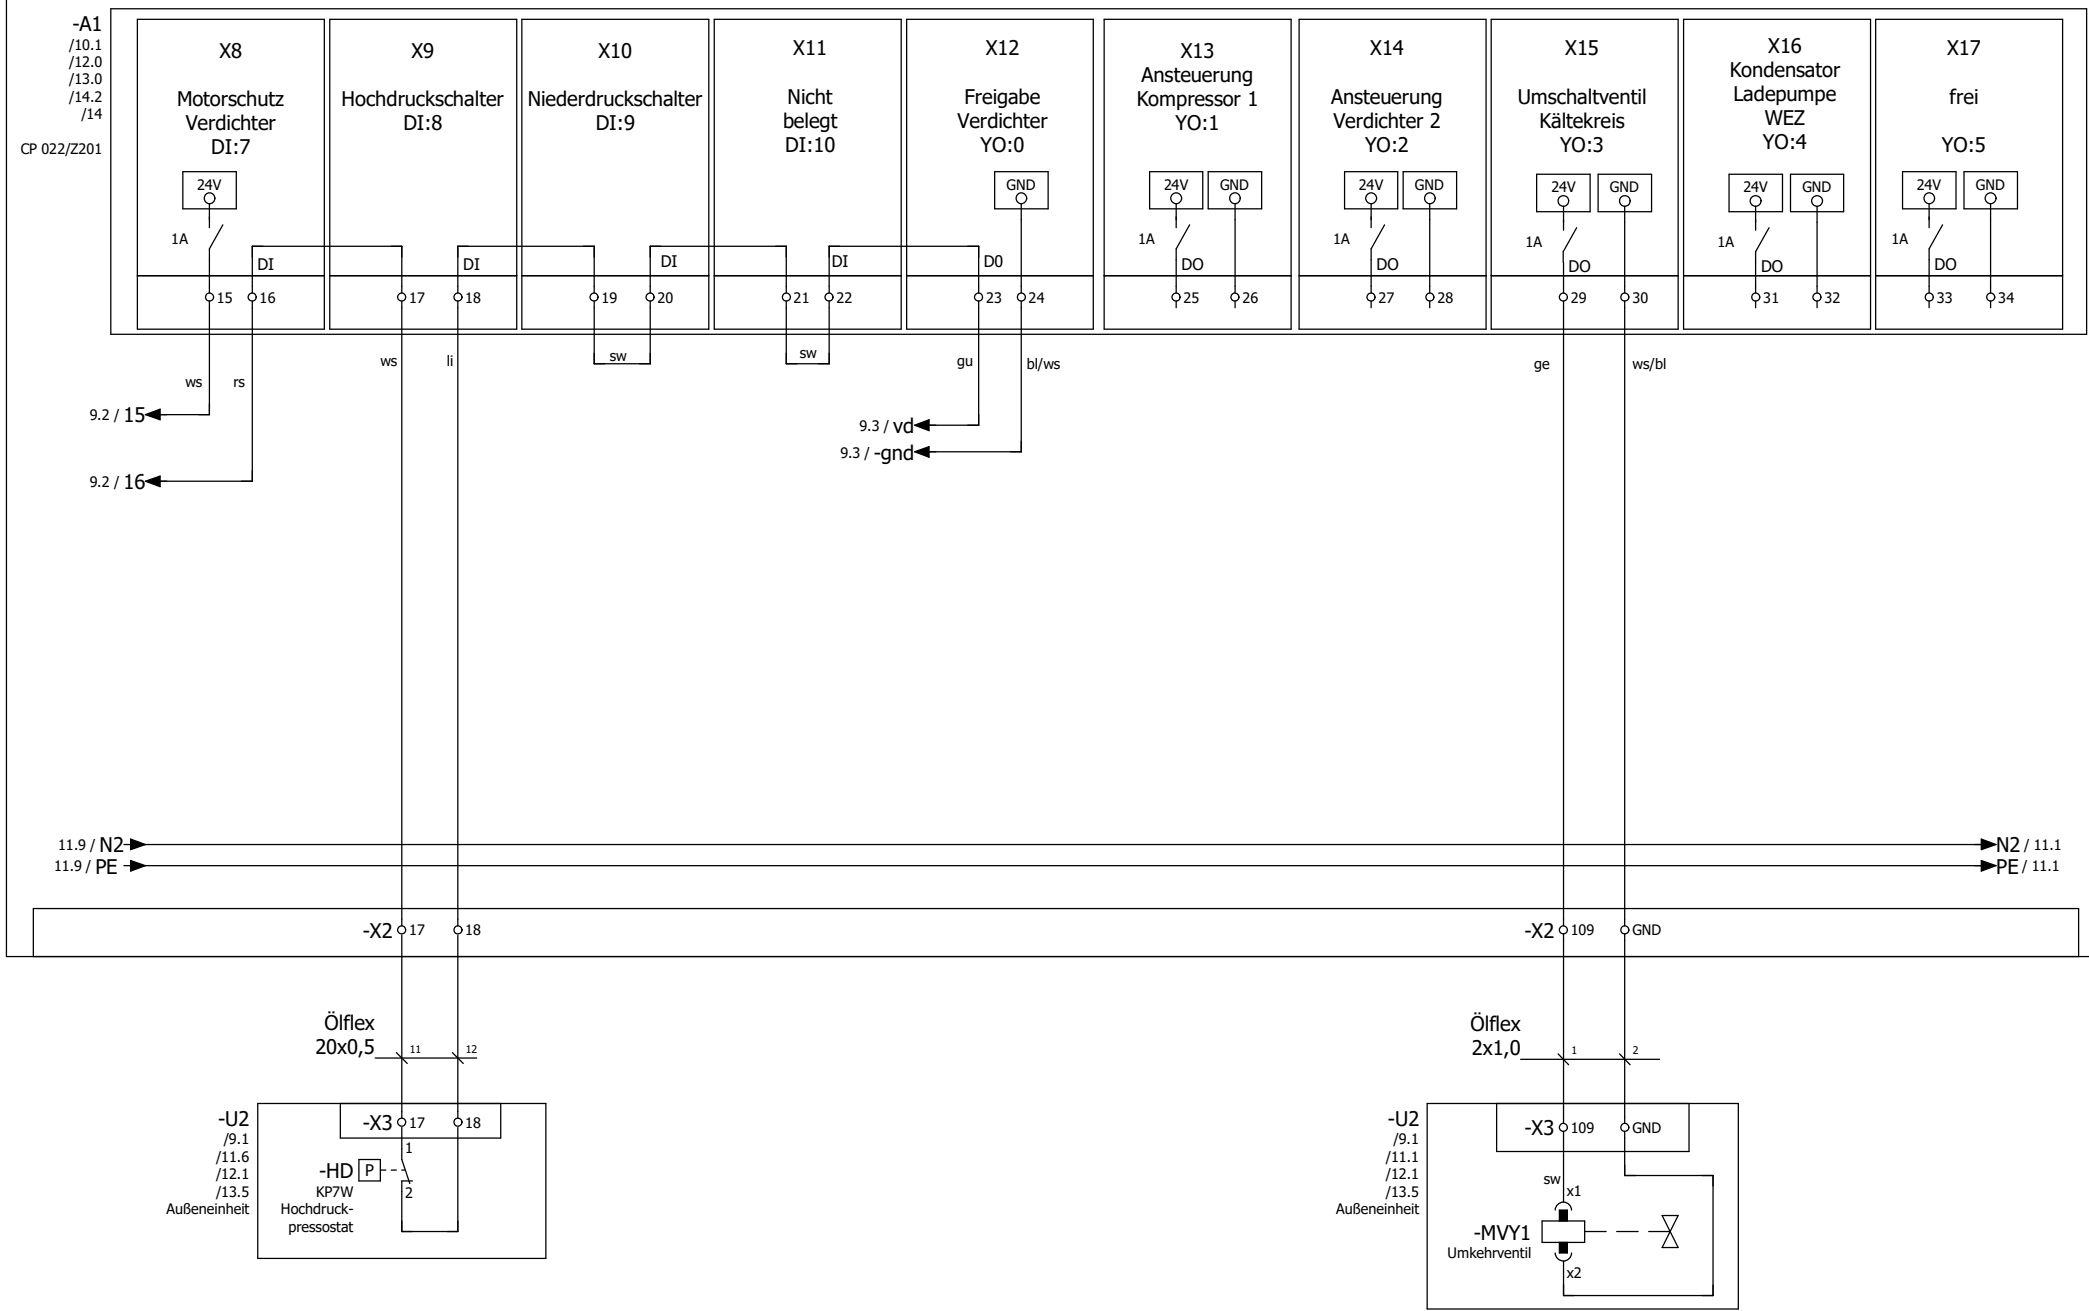 -A1
/10.1
/12.0
/13.0
/14.2
/14
CP 022/Z201
X8
Motorschutz
Verdichter
DI:7
24V
1A
DI
15 16
X9
Hochdruckschalter
DI:8
DI
17 18
X10
Niederdruckschalter
DI:9
DI
19 20
X11
Nicht
belegt
DI:10
DI
21 22
X12
Freigabe
Verdichter
YO:0
GND
D0
23 24
X13
Ansteuerung
Kompressor 1
YO:1
24V GND
1A
DO
25 26
X14
Ansteuerung
Verdichter 2
YO:2
24V GND
1A
DO
27 28
X15
Umschaltventil
Kältekreis
YO:3
24V GND
1A
DO
29 30
X16
Kondensator
Ladepumpe
WEZ
YO:4
24V GND
1A
DO
31 32
X17
frei
YO:5
24V GND
1A
DO
33 34
ws rs
ws li
sw
sw
gu bl/ws
ge ws/bl
9.2 / 15
9.2 / 16
9.3 / vd
9.3 / -gnd
11.9 / N2
11.9 / PE
N2 / 11.1
PE / 11.1
-X2 17 18
-X2 109 GND
Ölflex
20x0,5
11 12
-U2
/9.1
/11.6
/12.1
/13.5
Außeneinheit
-X3 17 18
1
-HD P
KP7W
2
Hochdruck-
pressostat
Ölflex
2x1,0
1 2
-U2
/9.1
/11.1
/12.1
/13.5
Außeneinheit
-X3 109 GND
sw
x1
-MVY1
Umkehrventil
x2